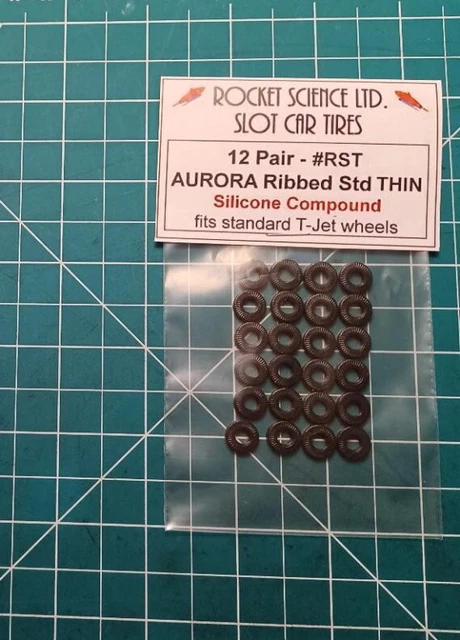 ROCKET SCIENCE LTD.
SLOT CAR TIRES
12 Pair - #RST
AURORA Ribbed Std THIN
Silicone Compound
fits standard T-Jet wheels